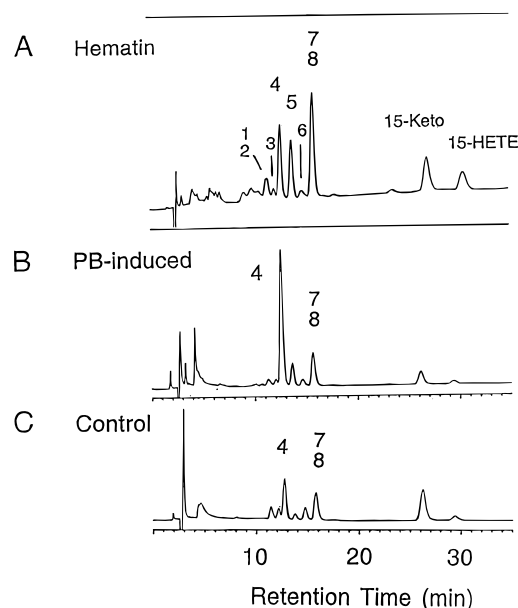 A Hematin
7
8
4
5
1
2
3
6
15-Keto
15-HETE
B PB-induced
4
7
8
C Control
4
7
8
10 20 30
Retention Time (min)